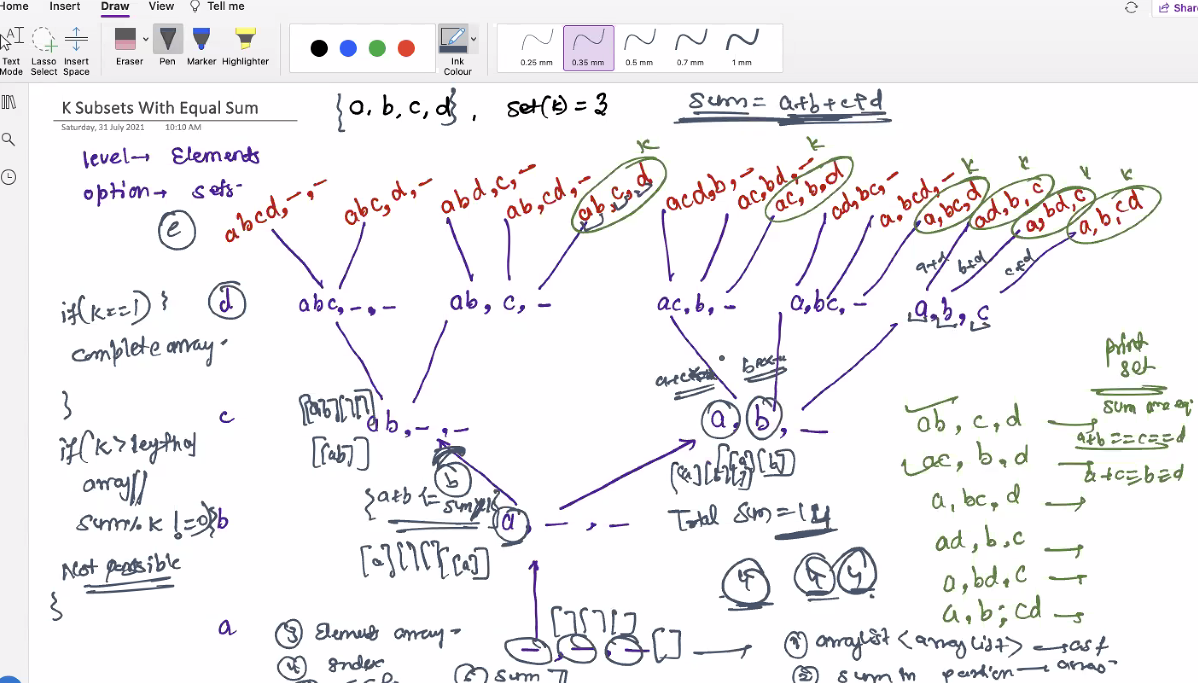 Home Insert Draw View Tell me
Share
Text Mode
Lasso Select
Insert Space
Eraser
Pen
Marker
Highlighter
Ink Colour
0.25 mm
0.35 mm
0.5 mm
0.7 mm
1 mm
K Subsets With Equal Sum
Saturday, 31 July 2021 10:10 AM
{a, b, c, d}, set(k) = 3
sum = a+b+c+d
level → Elements
option → sets
k k k k k k
abcd, -, -
abc, d, -
abd, c, -
ab, cd, -
ab, c, d
acd, b, -
ac, bd, -
ac, b, d
ad, bc, -
a, bcd, -
a, bc, d
ad, b, c
a, bd, c
a, b, cd
e
a+d
b+d
c+d
d
abc, -, -
ab, c, -
ac, b, -
a, bc, -
a, b, c
if(k==1) {
complete array.
}
c
[ab][][]
ab, -, -
[ab]
a, b, -
[a][b]
print set
sum are eq
a+b==c==d
a+c==b==d
if(k > length of array ||
sum % k != 0) {
Not possible
}
b
b
{a+b <= sum/k
a, -, -
[a][][]
[a]
Total sum = 14
4 4 4
ab, c, d
ac, b, d
a, bc, d
ad, b, c
a, bd, c
a, b, cd
a
[][][]
-, -, -
[]
3 Element array
4 index
5 sum
1 arraylist <arraylist>
2 sum in